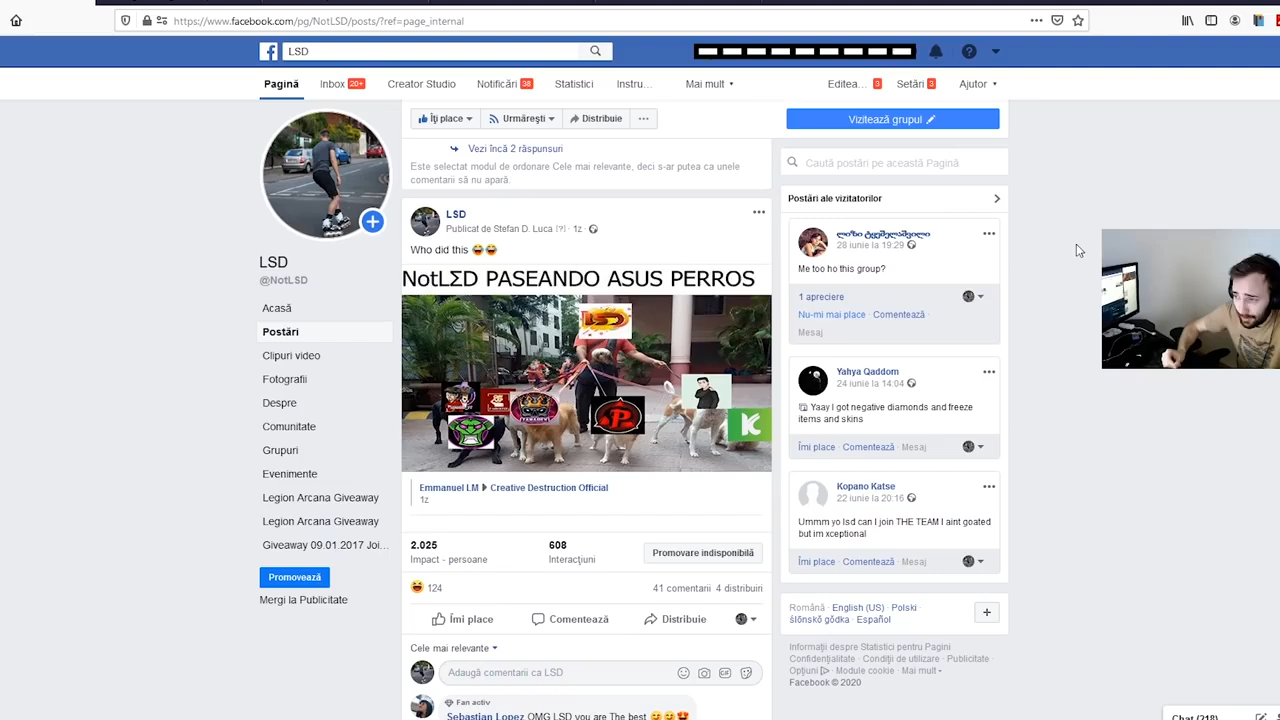 https://www.facebook.com/pg/NotLSD/posts/?ref=page_internal
LSD
Pagină
Inbox 20+
Creator Studio
Notificări 38
Statistici
Instru…
Mai mult
Editea… 3
Setări 3
Ajutor
Îți place
Urmărești
Distribuie
Vizitează grupul
Vezi încă 2 răspunsuri
Este selectat modul de ordonare Cele mai relevante, deci s-ar putea ca unele
comentarii să nu apară.
LSD
@NotLSD
Acasă
Postări
Clipuri video
Fotografii
Despre
Comunitate
Grupuri
Evenimente
Legion Arcana Giveaway
Legion Arcana Giveaway
Giveaway 09.01.2017 Joi…
Promovează
Mergi la Publicitate
LSD
Publicat de Stefan D. Luca [?] · 1z ·
Who did this 😂😂
NotLΣD PASEANDO ASUS PERROS
LSD
P
K
Emmanuel LM ▶ Creative Destruction Official
1z
2.025
Impact - persoane
608
Interacțiuni
Promovare indisponibilă
124
41 comentarii 4 distribuiri
Îmi place
Comentează
Distribuie
Cele mai relevante
Adaugă comentarii ca LSD
Fan activ
Sebastian Lopez OMG LSD you are The best 😊😊😍
Caută postări pe această Pagină
Postări ale vizitatorilor
ლიზი ტყეშელაშვილი
28 iunie la 19:29
Me too ho this group?
1 apreciere
Nu-mi mai place · Comentează ·
Mesaj
Yahya Qaddom
24 iunie la 14:04
Yaay I got negative diamonds and freeze
items and skins
Îmi place · Comentează · Mesaj
Kopano Katse
22 iunie la 20:16
Ummm yo lsd can I join THE TEAM I aint goated
but im xceptional
Îmi place · Comentează · Mesaj
Română · English (US) · Polski ·
ślōnskŏ gŏdka · Español
Informații despre Statistici pentru Pagini
Confidențialitate · Condiții de utilizare · Publicitate ·
Opțiuni · Module cookie · Mai mult
Facebook © 2020
Chat (218)